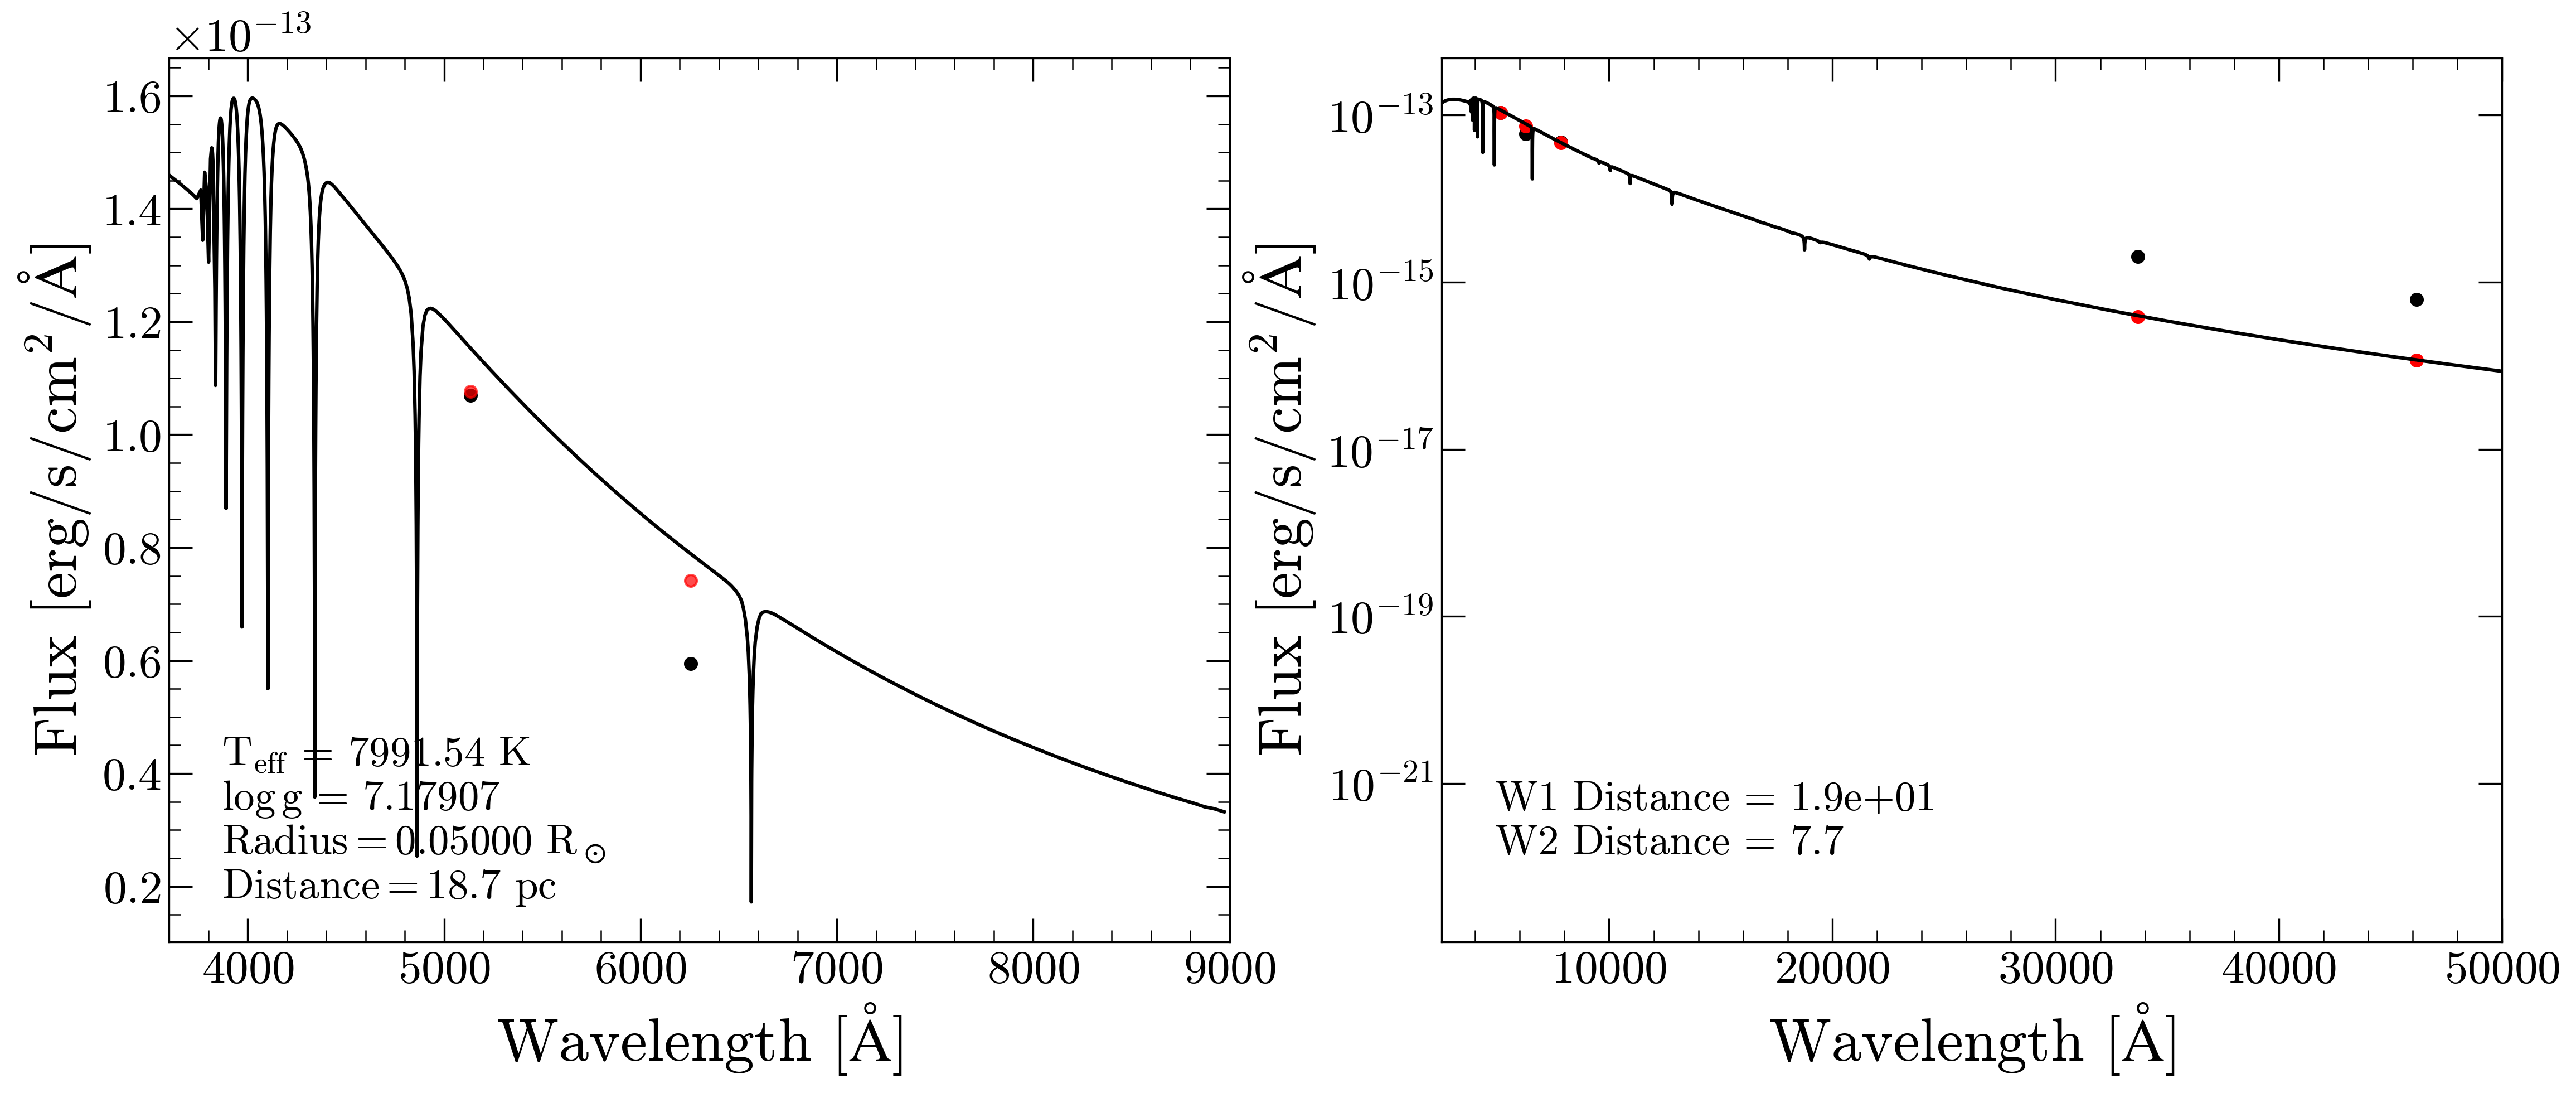 ×10⁻¹³
1.6
1.4
1.2
1.0
0.8
0.6
0.4
0.2
Flux [erg/s/cm²/Å]
T_eff = 7991.54 K
log g = 7.17907
Radius = 0.05000 R_⊙
Distance = 18.7 pc
4000 5000 6000 7000 8000 9000
Wavelength [Å]
10⁻¹³
10⁻¹⁵
10⁻¹⁷
10⁻¹⁹
10⁻²¹
Flux [erg/s/cm²/Å]
W1 Distance = 1.9e+01
W2 Distance = 7.7
10000 20000 30000 40000 50000
Wavelength [Å]